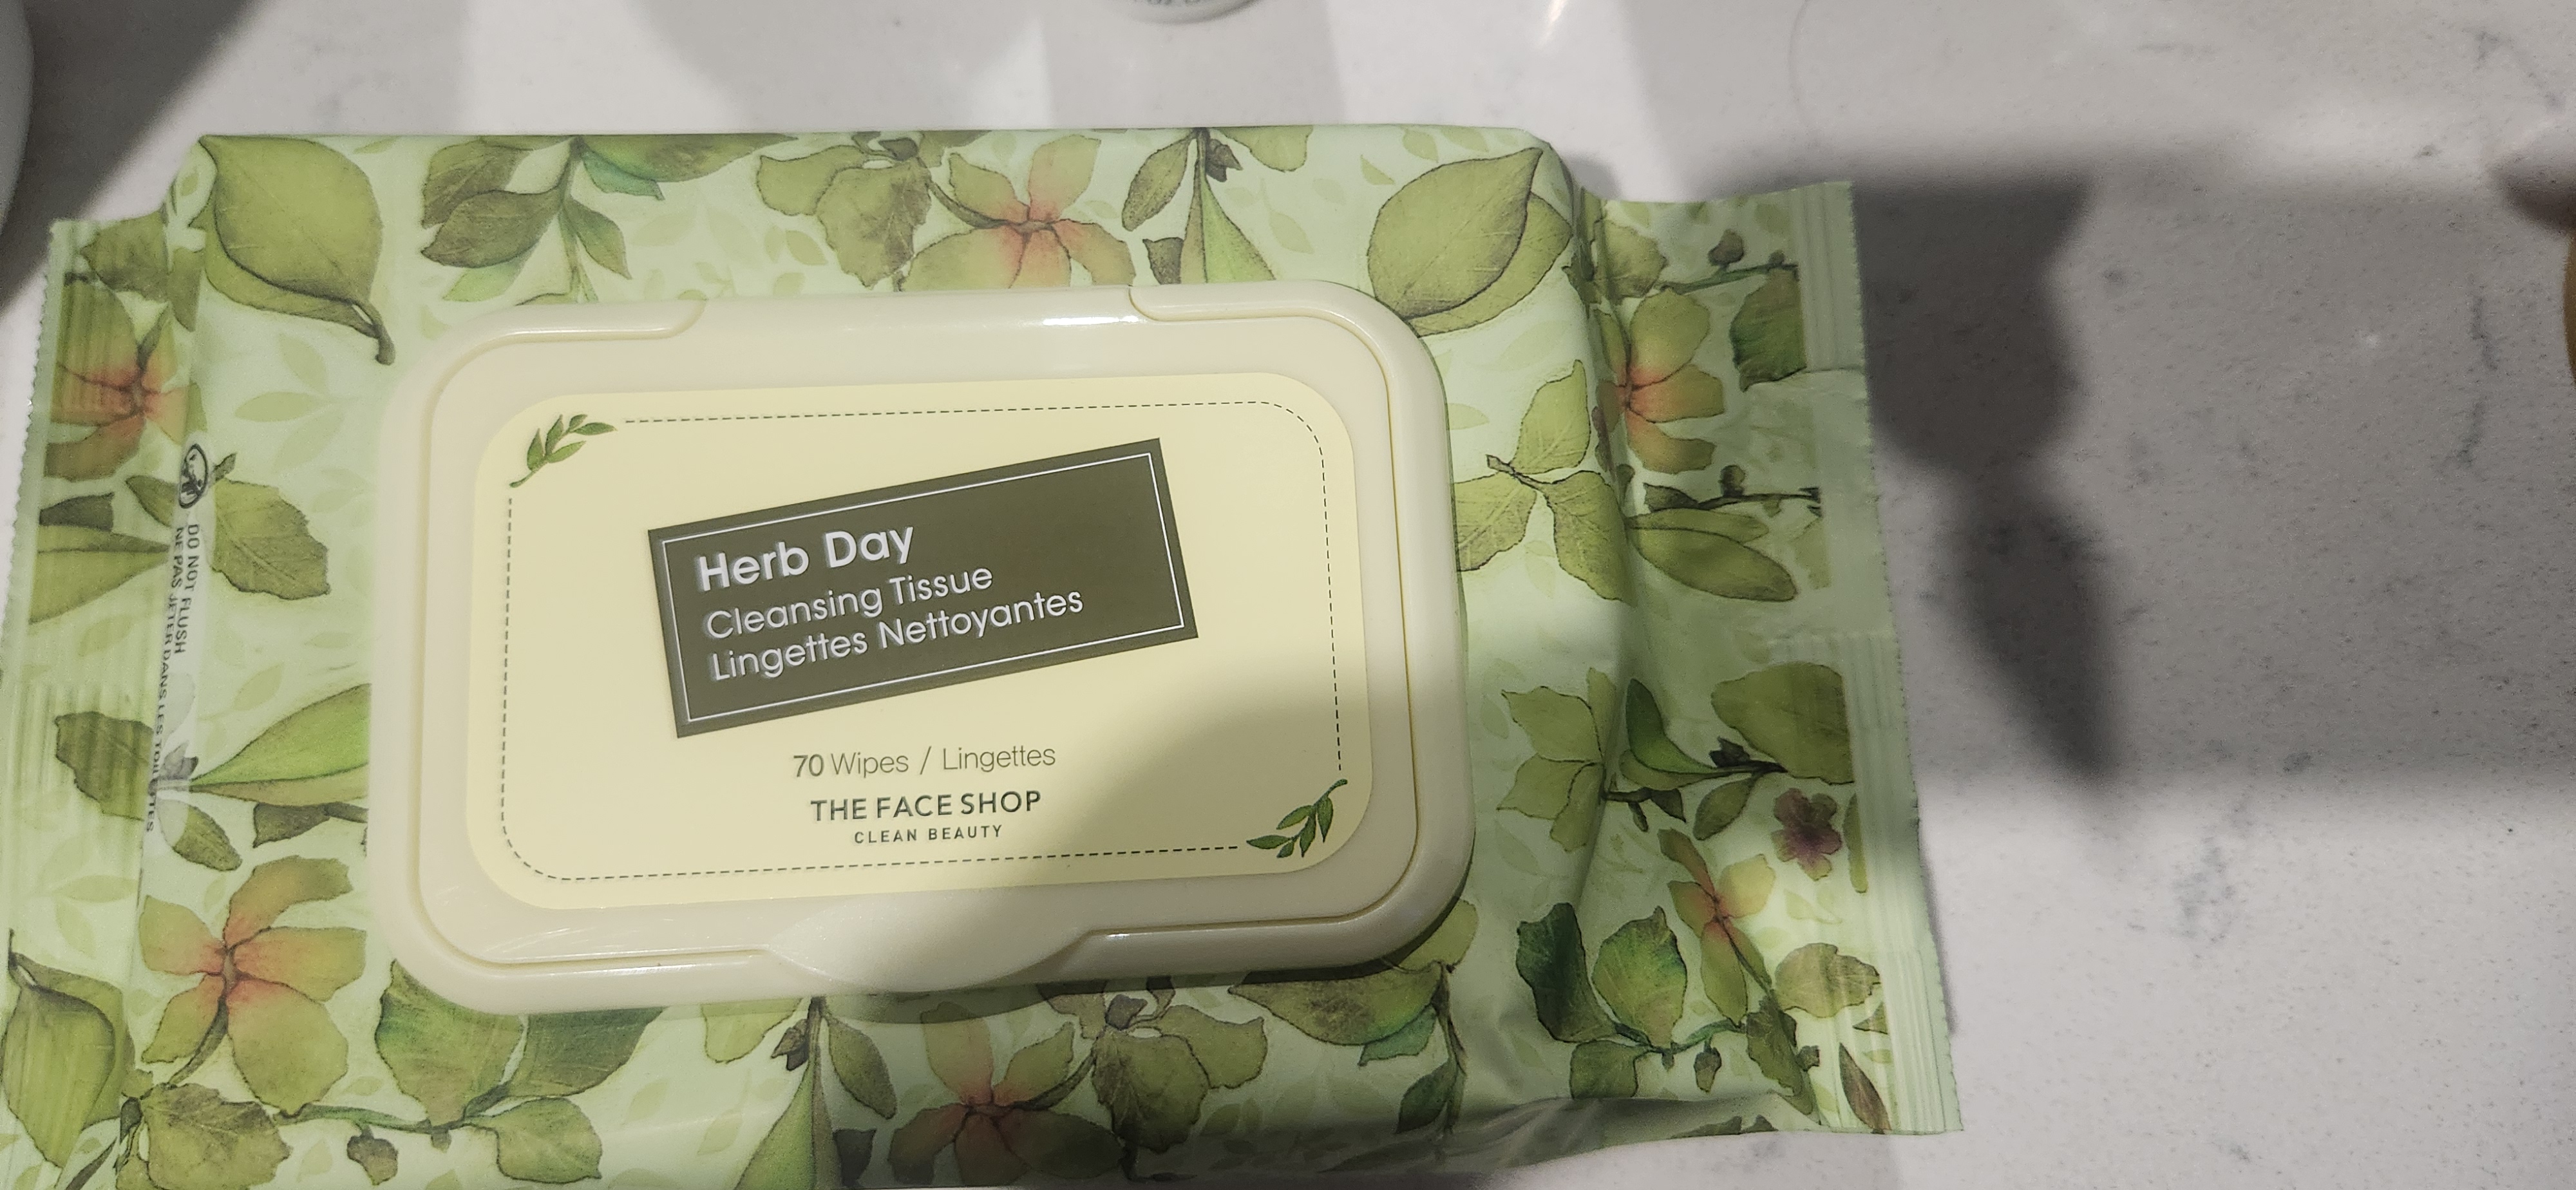 Herb Day
Cleansing Tissue
Lingettes Nettoyantes
70 Wipes / Lingettes
THE FACE SHOP
CLEAN BEAUTY
DO NOT FLUSH
NE PAS JETER DANS LES TOILETTES